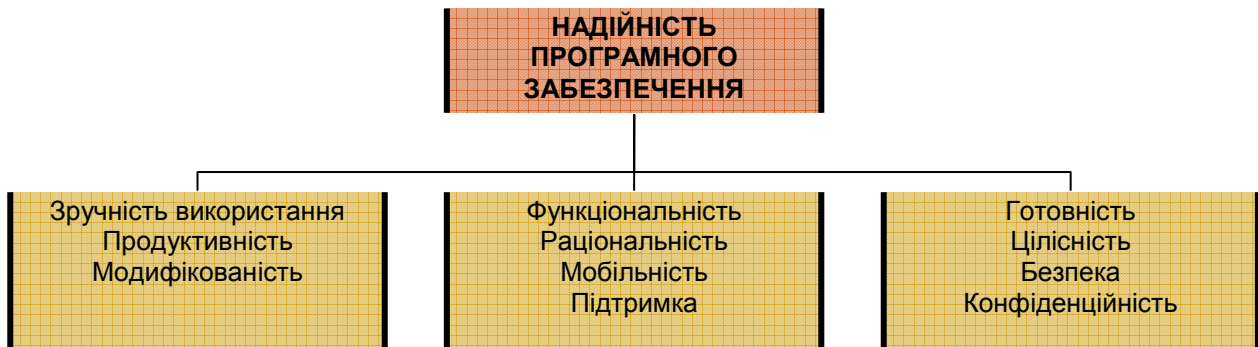 НАДІЙНІСТЬ
ПРОГРАМНОГО
ЗАБЕЗПЕЧЕННЯ
Зручність використання
Продуктивність
Модифікованість
Функціональність
Раціональність
Мобільність
Підтримка
Готовність
Цілісність
Безпека
Конфіденційність